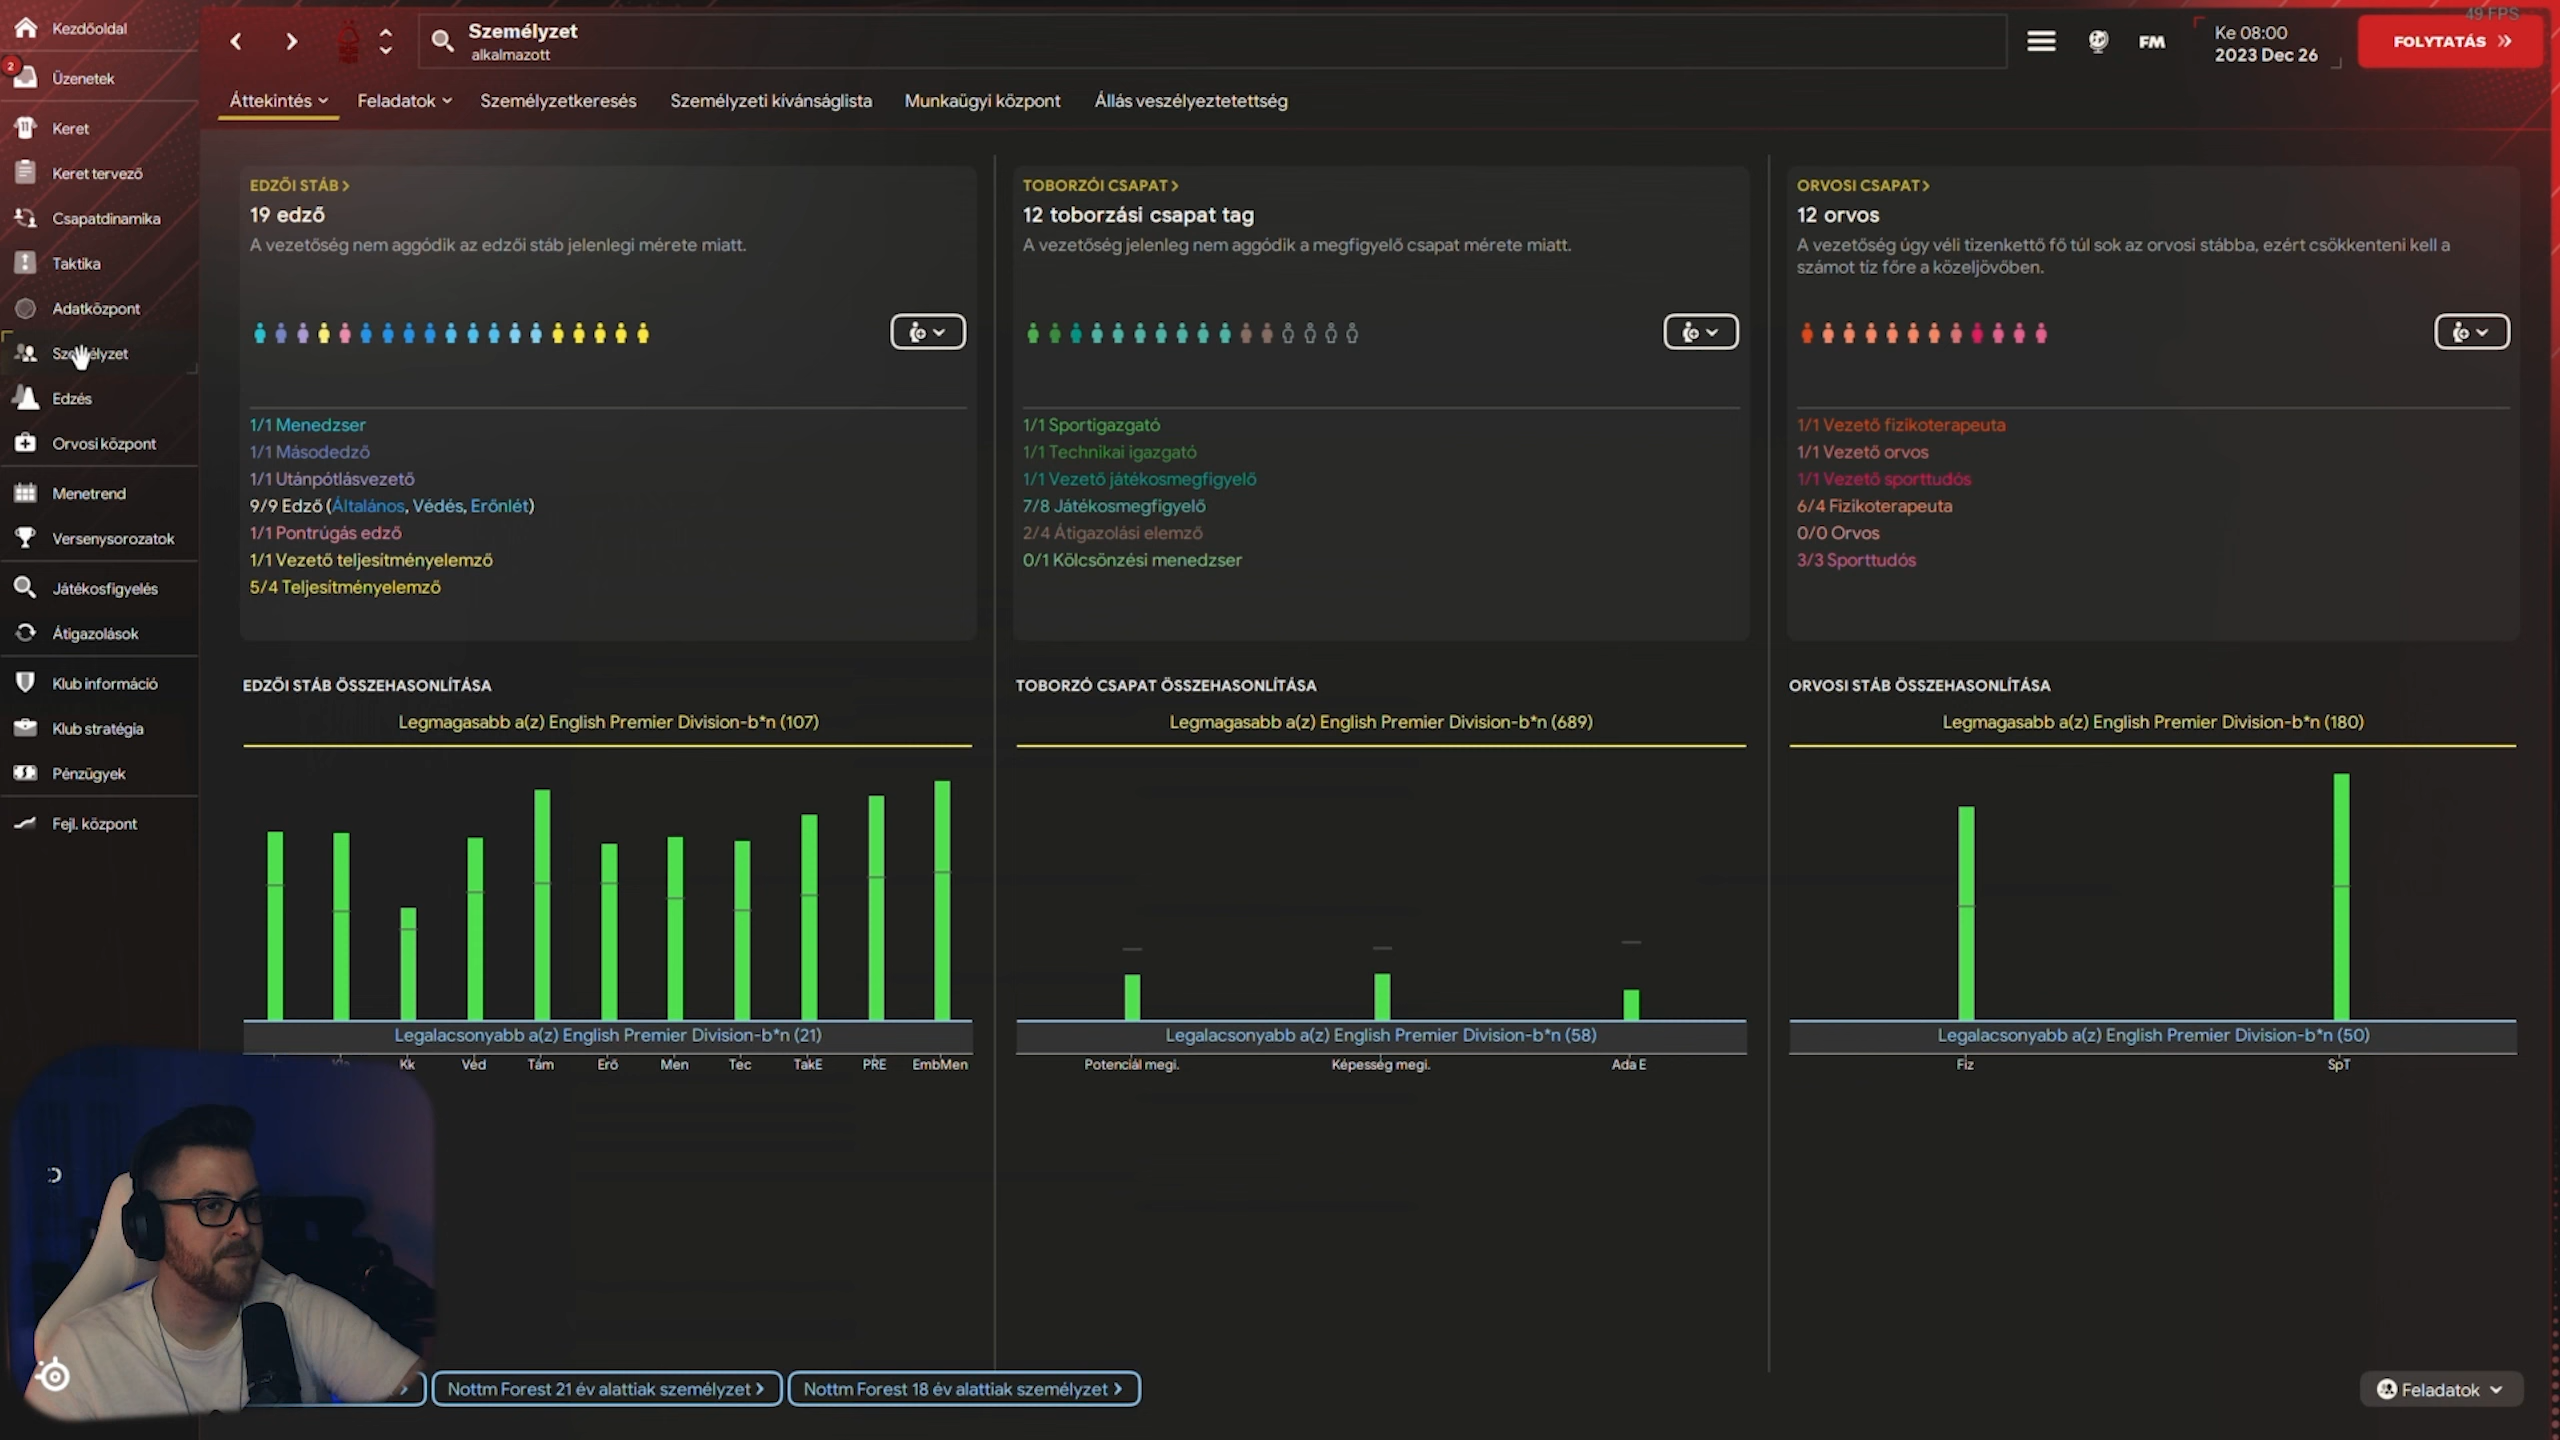 Kezdőoldal
2
Üzenetek
Keret
Keret tervező
Csapatdinamika
Taktika
Adatközpont
Személyzet
Edzés
Orvosi központ
Menetrend
Versenysorozatok
Játékosfigyelés
Átigazolások
Klub információ
Klub stratégia
Pénzügyek
Fejl. központ
Személyzet
alkalmazott
FM
Ke 08:00
2023 Dec 26
49 FPS
FOLYTATÁS
Áttekintés
Feladatok
Személyzetkeresés
Személyzeti kívánságlista
Munkaügyi központ
Állás veszélyeztetettség
EDZŐI STÁB >
19 edző
A vezetőség nem aggódik az edzői stáb jelenlegi mérete miatt.
1/1 Menedzser
1/1 Másodedző
1/1 Utánpótlásvezető
9/9 Edző (Általános, Védés, Erőnlét)
1/1 Pontrúgás edző
1/1 Vezető teljesítményelemző
5/4 Teljesítményelemző
TOBORZÓI CSAPAT >
12 toborzási csapat tag
A vezetőség jelenleg nem aggódik a megfigyelő csapat mérete miatt.
1/1 Sportigazgató
1/1 Technikai igazgató
1/1 Vezető játékosmegfigyelő
7/8 Játékosmegfigyelő
2/4 Átigazolási elemző
0/1 Kölcsönzési menedzser
ORVOSI CSAPAT >
12 orvos
A vezetőség úgy véli tizenkettő fő túl sok az orvosi stábba, ezért csökkenteni kell a
számot tíz főre a közeljövőben.
1/1 Vezető fizikoterapeuta
1/1 Vezető orvos
1/1 Vezető sporttudós
6/4 Fizikoterapeuta
0/0 Orvos
3/3 Sporttudós
EDZŐI STÁB ÖSSZEHASONLÍTÁSA
Legmagasabb a(z) English Premier Division-b*n (107)
Legalacsonyabb a(z) English Premier Division-b*n (21)
Kk Véd Tám Erő Men Tec TakE PRE EmbMen
TOBORZÓ CSAPAT ÖSSZEHASONLÍTÁSA
Legmagasabb a(z) English Premier Division-b*n (689)
Legalacsonyabb a(z) English Premier Division-b*n (58)
Potenciál megi. Képesség megi. Ada E
ORVOSI STÁB ÖSSZEHASONLÍTÁSA
Legmagasabb a(z) English Premier Division-b*n (180)
Legalacsonyabb a(z) English Premier Division-b*n (50)
Fiz SpT
Nottm Forest 21 év alattiak személyzet >
Nottm Forest 18 év alattiak személyzet >
Feladatok